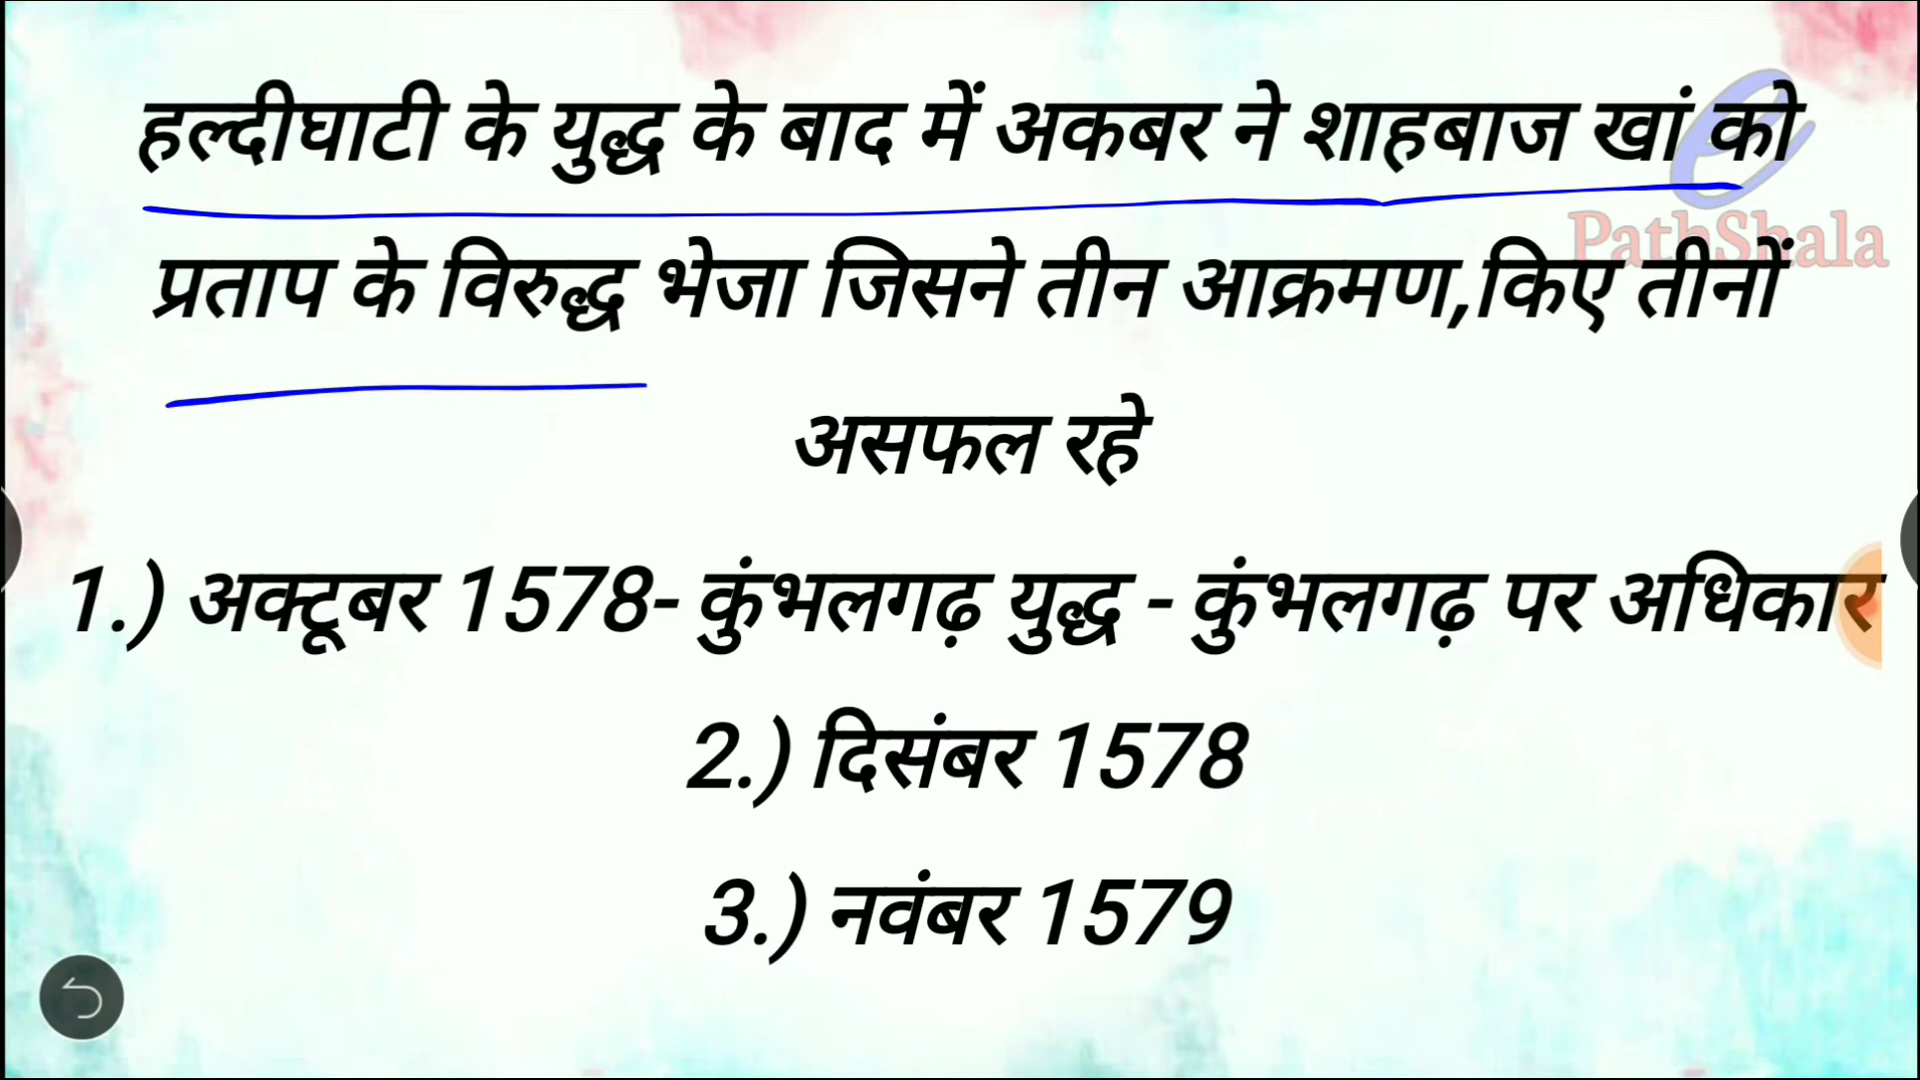 हल्दीघाटी के युद्ध के बाद में अकबर ने शाहबाज खां को
प्रताप के विरुद्ध भेजा जिसने तीन आक्रमण,किए तीनों
असफल रहे
1.) अक्टूबर 1578- कुंभलगढ़ युद्ध - कुंभलगढ़ पर अधिकार
2.) दिसंबर 1578
3.) नवंबर 1579
e
PathShala